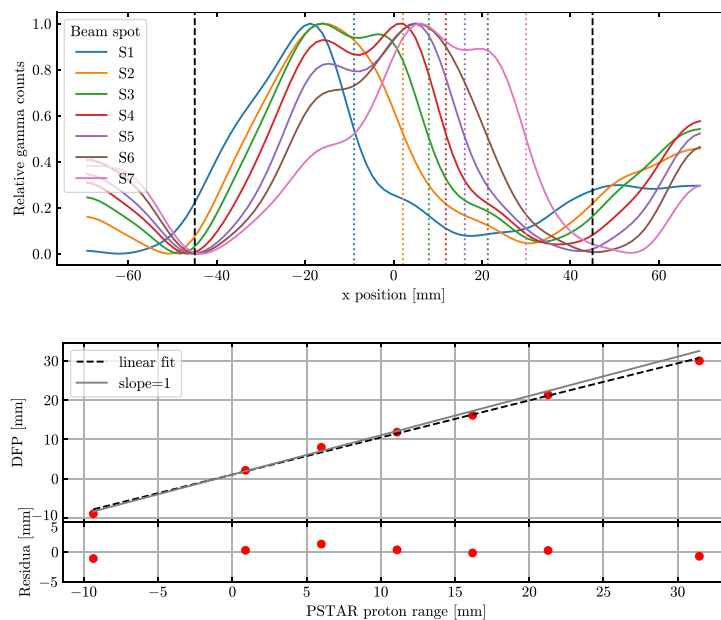 1.0
0.8
0.6
0.4
0.2
0.0
Relative gamma counts
Beam spot
S1
S2
S3
S4
S5
S6
S7
−60
−40
−20
0
20
40
60
x position [mm]
30
20
10
0
−10
DFP [mm]
linear fit
slope=1
5
0
−5
Residua [mm]
−10
−5
0
5
10
15
20
25
30
PSTAR proton range [mm]